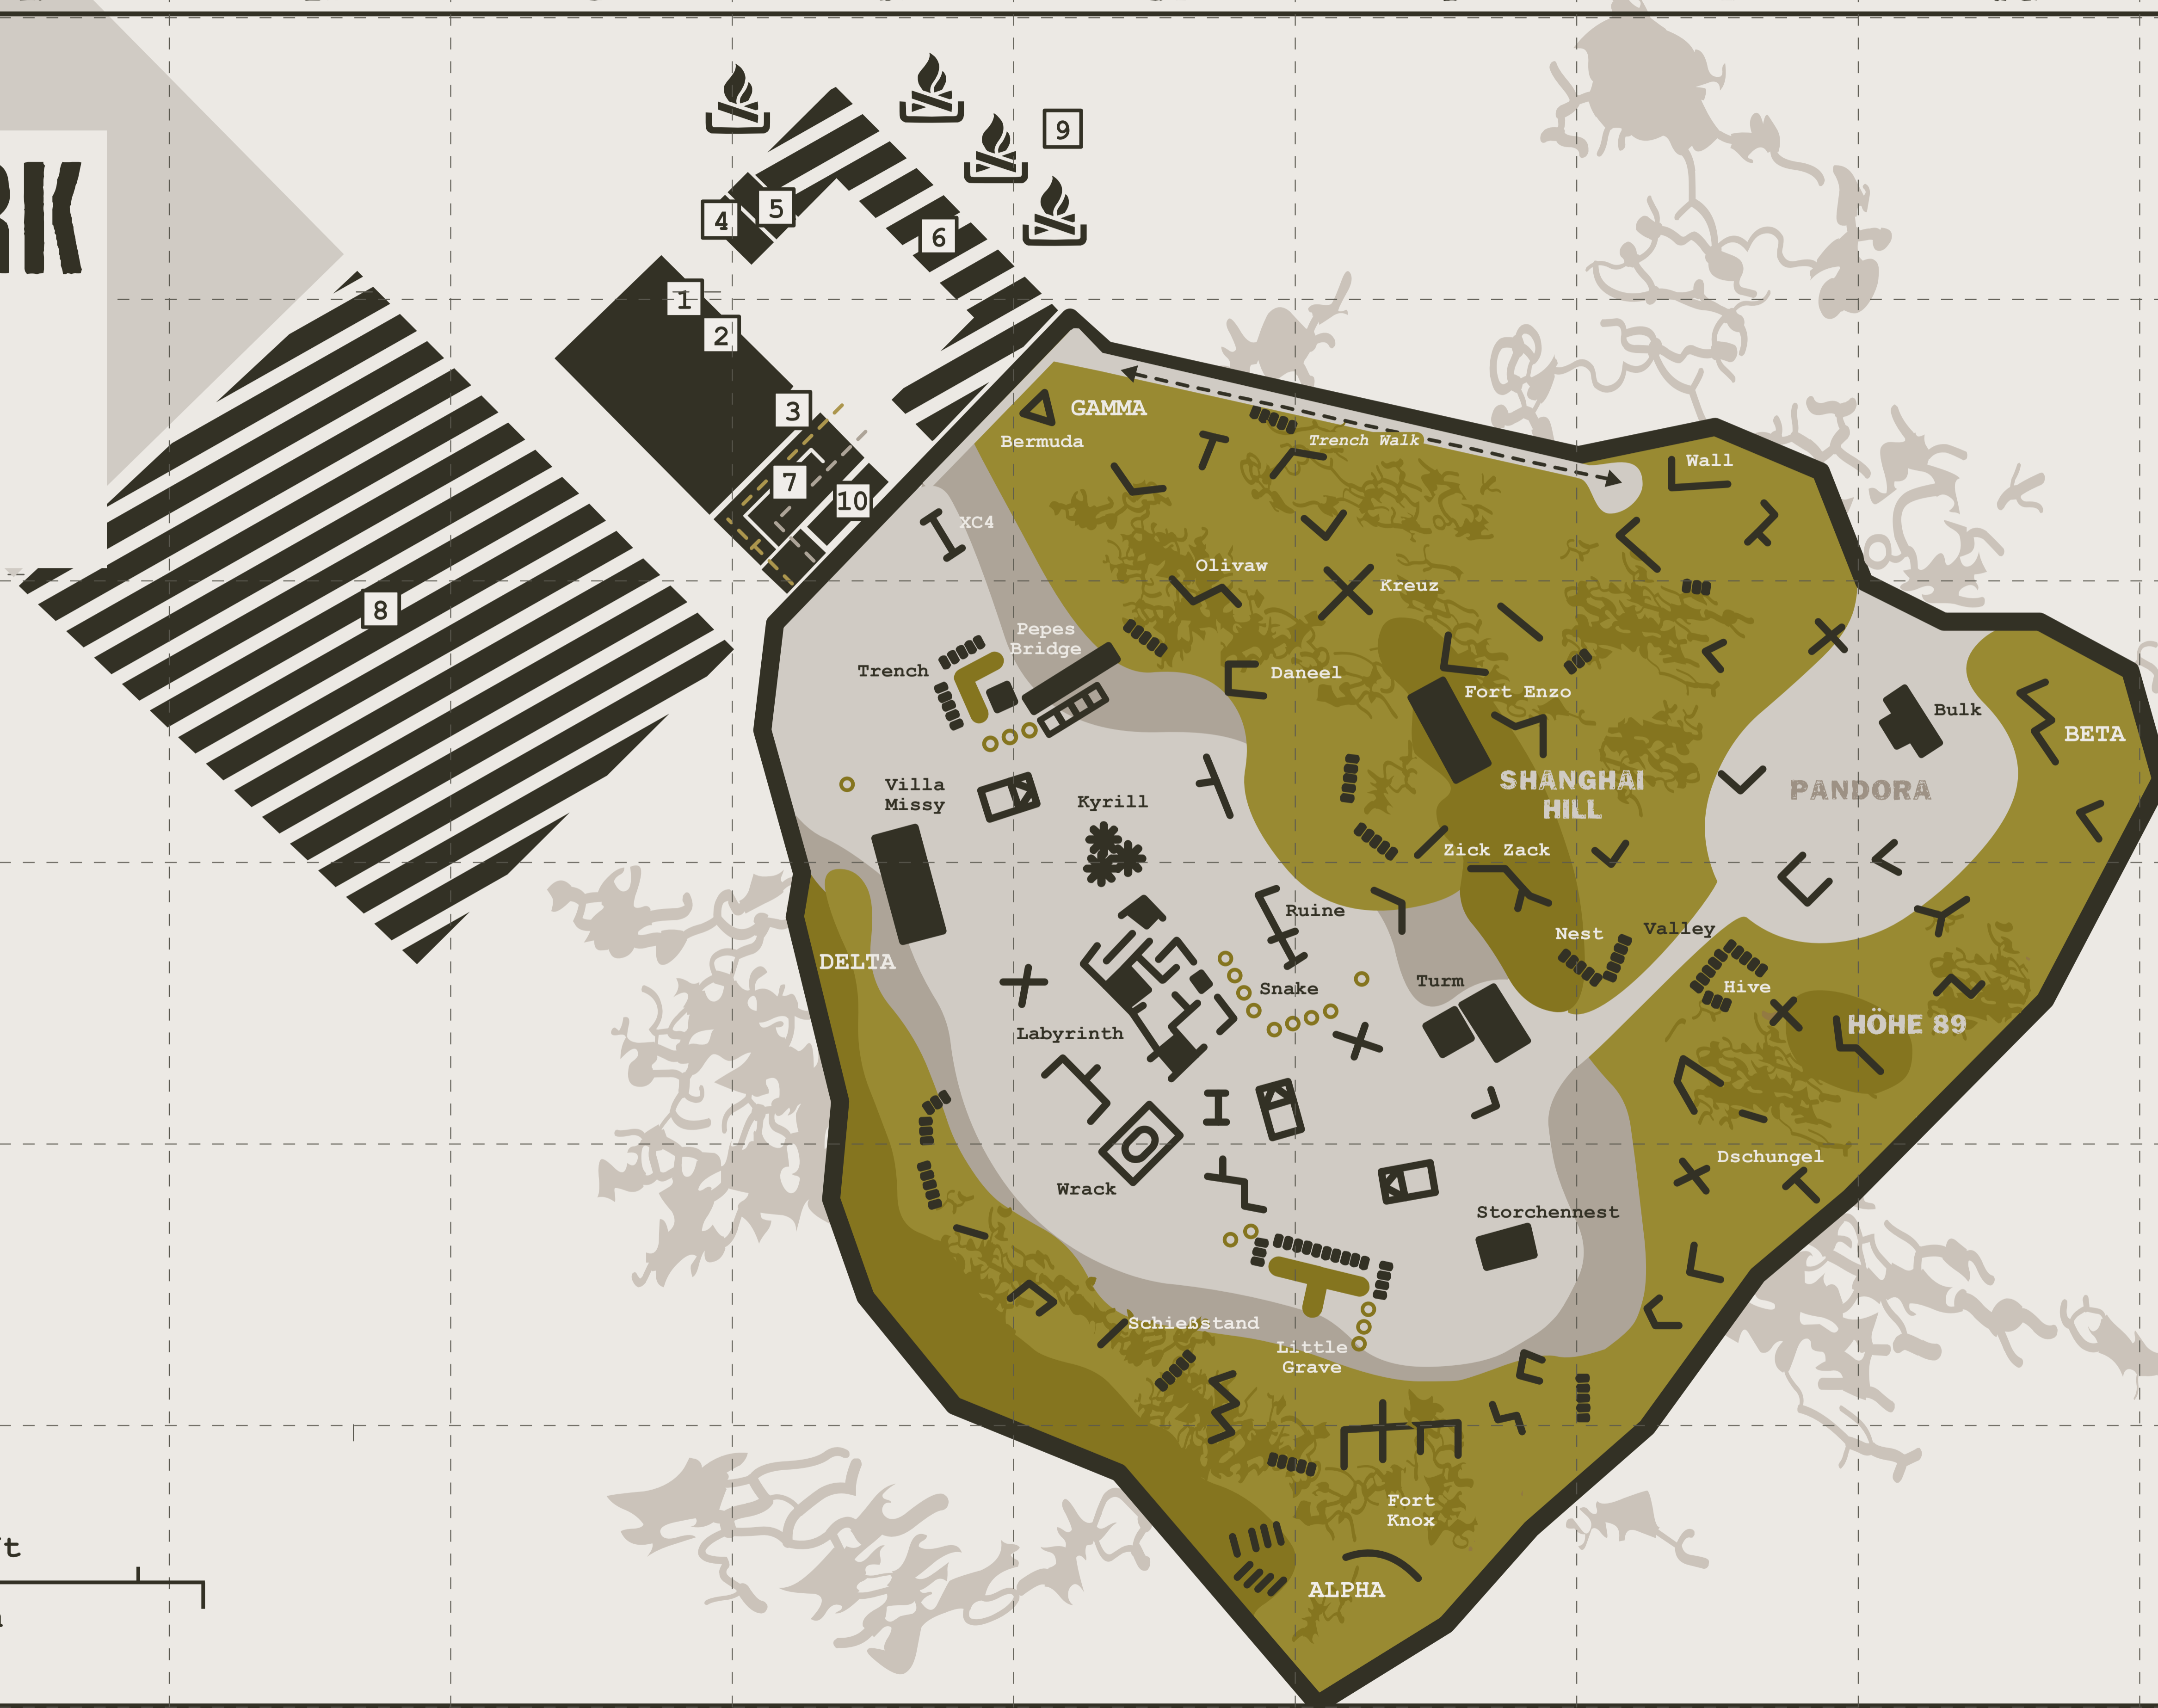 RK
9
5
4
6
1
2
3
7
10
8
GAMMA
Bermuda
Trench Walk
Wall
XC4
Olivaw
Kreuz
Pepes
Bridge
Trench
Daneel
Fort Enzo
Bulk
BETA
SHANGHAI
HILL
PANDORA
Villa
Missy
Kyrill
Zick Zack
Ruine
Valley
Nest
DELTA
Turm
Snake
Hive
HÖHE 89
Labyrinth
Dschungel
Wrack
Storchennest
Schießstand
Little
Grave
Fort
Knox
ALPHA